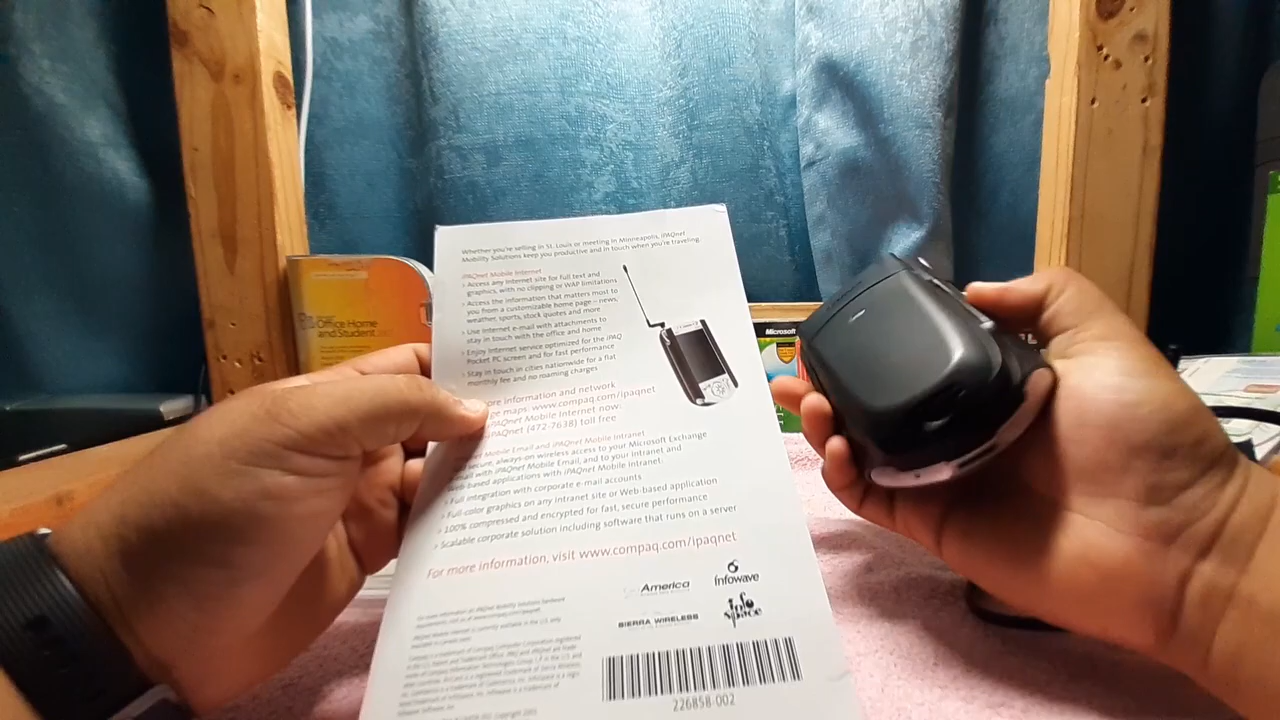 Whether you're selling in St. Louis or meeting in Minneapolis, iPAQnet
Mobility Solutions keep you productive and in touch when you're traveling.
iPAQnet Mobile Internet
› Access any Internet site for full text and
graphics, with no clipping or WAP limitations
› Access the information that matters most to
you from a customizable home page – news,
weather, sports, stock quotes and more
› Use Internet e-mail with attachments to
stay in touch with the office and home
› Enjoy Internet service optimized for the iPAQ
Pocket PC screen and for fast performance
› Stay in touch in cities nationwide for a flat
monthly fee and no roaming charges
ore information and network
ge maps: www.compaq.com/ipaqnet
PAQnet Mobile Internet now:
PAQnet (472-7638) toll free
Mobile Email and iPAQnet Mobile Intranet
secure, always-on wireless access to your Microsoft Exchange
mail with iPAQnet Mobile Email, and to your intranet and
Web-based applications with iPAQnet Mobile Intranet:
› Full integration with corporate e-mail accounts
› Full-color graphics on any intranet site or Web-based application
› 100% compressed and encrypted for fast, secure performance
› Scalable corporate solution including software that runs on a server
For more information, visit www.compaq.com/ipaqnet
America
infowave
SIERRA WIRELESS
info
space
226858-002
Office Home
and Student
Microsoft